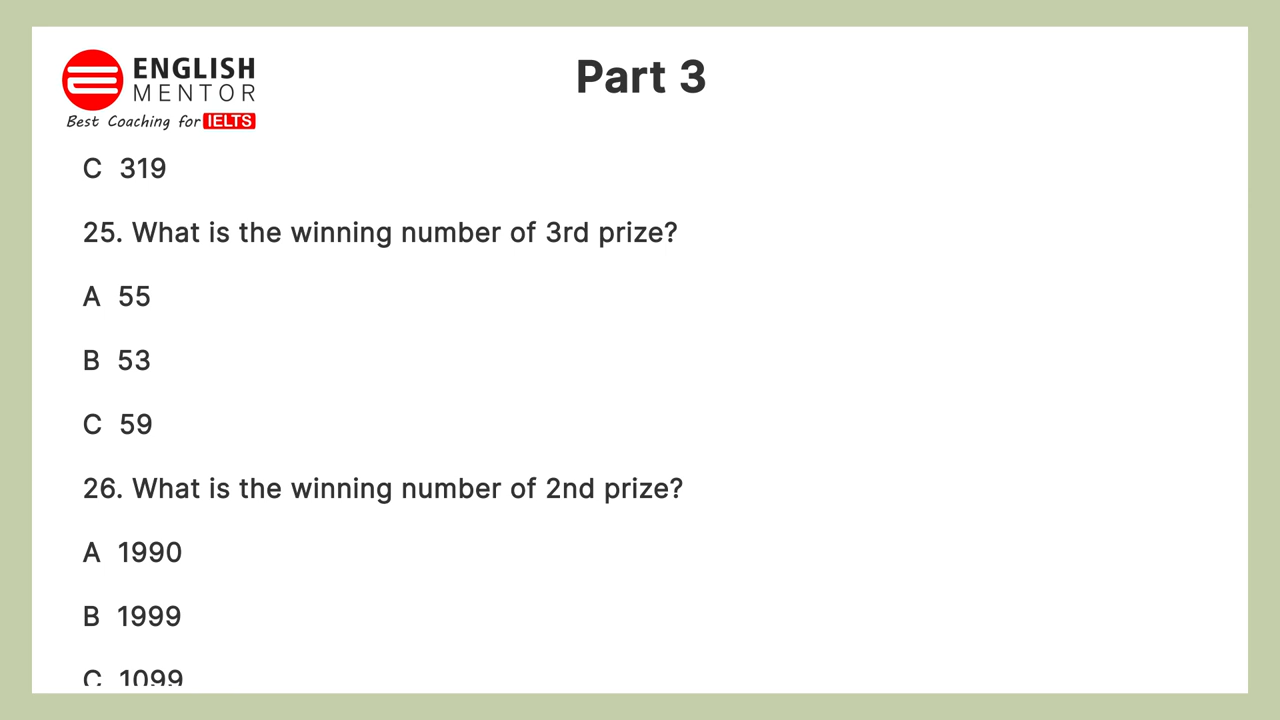 ENGLISH
MENTOR
Best Coaching for IELTS
Part 3
C 319
25. What is the winning number of 3rd prize?
A 55
B 53
C 59
26. What is the winning number of 2nd prize?
A 1990
B 1999
C 1099